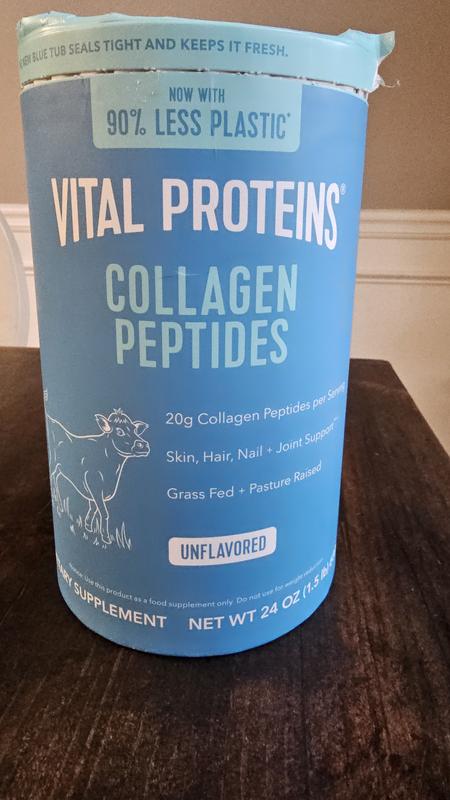 NEW BLUE TUB SEALS TIGHT AND KEEPS IT FRESH.
NOW WITH
90% LESS PLASTIC*
VITAL PROTEINS®
COLLAGEN
PEPTIDES
20g Collagen Peptides per Serving
Skin, Hair, Nail + Joint Support**
Grass Fed + Pasture Raised
UNFLAVORED
Notice: Use this product as a food supplement only. Do not use for weight reduction.
ARY SUPPLEMENT NET WT 24 OZ (1.5 lb)